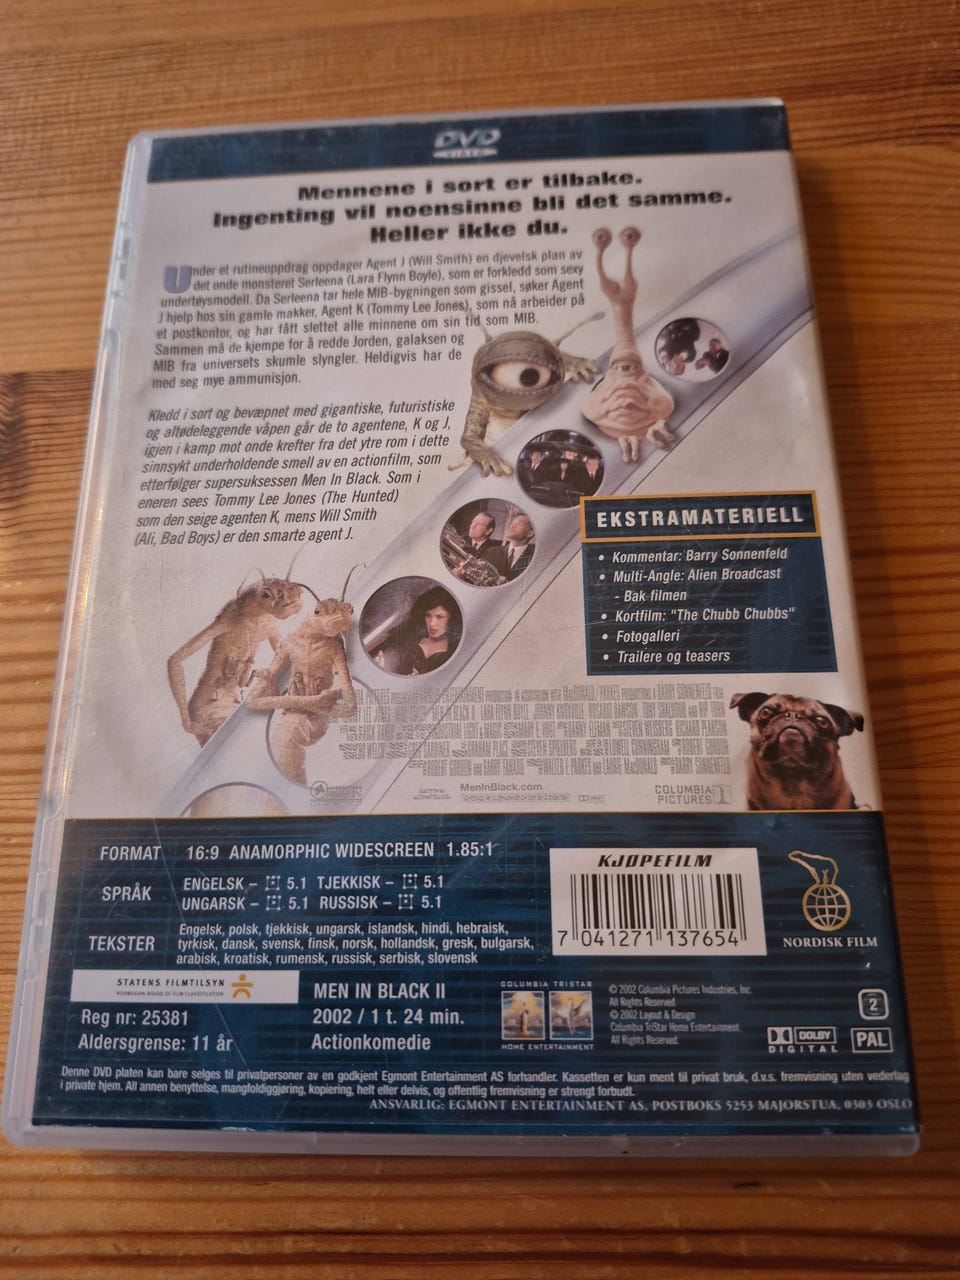 DVD
VIDEO
Mennene i sort er tilbake.
Ingenting vil noensinne bli det samme.
Heller ikke du.
Under et rutineoppdrag oppdager Agent J (Will Smith) en djevelsk plan av
det onde monsteret Serleena (Lara Flynn Boyle), som er forkledd som sexy
undertøysmodell. Da Serleena tar hele MIB-bygningen som gissel, søker Agent
J hjelp hos sin gamle makker, Agent K (Tommy Lee Jones), som nå arbeider på
et postkontor, og har fått slettet alle minnene om sin tid som MIB.
Sammen må de kjempe for å redde Jorden, galaksen og
MIB fra universets skumle slyngler. Heldigvis har de
med seg mye ammunisjon.
Kledd i sort og bevæpnet med gigantiske, futuristiske
og altødeleggende våpen går de to agentene, K og J,
igjen i kamp mot onde krefter fra det ytre rom i dette
sinnsykt underholdende smell av en actionfilm, som
etterfølger supersuksessen Men In Black. Som i
eneren sees Tommy Lee Jones (The Hunted)
som den seige agenten K, mens Will Smith
(Ali, Bad Boys) er den smarte agent J.
EKSTRAMATERIELL
• Kommentar: Barry Sonnenfeld
• Multi-Angle: Alien Broadcast
- Bak filmen
• Kortfilm: "The Chubb Chubbs"
• Fotogalleri
• Trailere og teasers
MenInBlack.com
COLUMBIA
PICTURES
FORMAT 16:9 ANAMORPHIC WIDESCREEN 1.85:1
SPRÅK ENGELSK – 5.1 TJEKKISK – 5.1
UNGARSK – 5.1 RUSSISK – 5.1
TEKSTER Engelsk, polsk, tjekkisk, ungarsk, islandsk, hindi, hebraisk,
tyrkisk, dansk, svensk, finsk, norsk, hollandsk, gresk, bulgarsk,
arabisk, kroatisk, rumensk, russisk, serbisk, slovensk
KJØPEFILM
7 041271 137654
NORDISK FILM
STATENS FILMTILSYN
NORWEGIAN BOARD OF FILM CLASSIFICATION
Reg nr: 25381
Aldersgrense: 11 år
MEN IN BLACK II
2002 / 1 t. 24 min.
Actionkomedie
COLUMBIA TRISTAR
HOME ENTERTAINMENT
© 2002 Columbia Pictures Industries, Inc.
All Rights Reserved.
© 2002 Layout & Design
Columbia TriStar Home Entertainment.
All Rights Reserved.
2
DOLBY
DIGITAL
PAL
Denne DVD platen kan bare selges til privatpersoner av en godkjent Egmont Entertainment AS forhandler. Kassetten er kun ment til privat bruk, d.v.s. fremvisning uten vederlag
i private hjem. All annen benyttelse, mangfoldiggjøring, kopiering, helt eller delvis, og offentlig fremvisning er strengt forbudt.
ANSVARLIG: EGMONT ENTERTAINMENT AS, POSTBOKS 5253 MAJORSTUA, 0303 OSLO